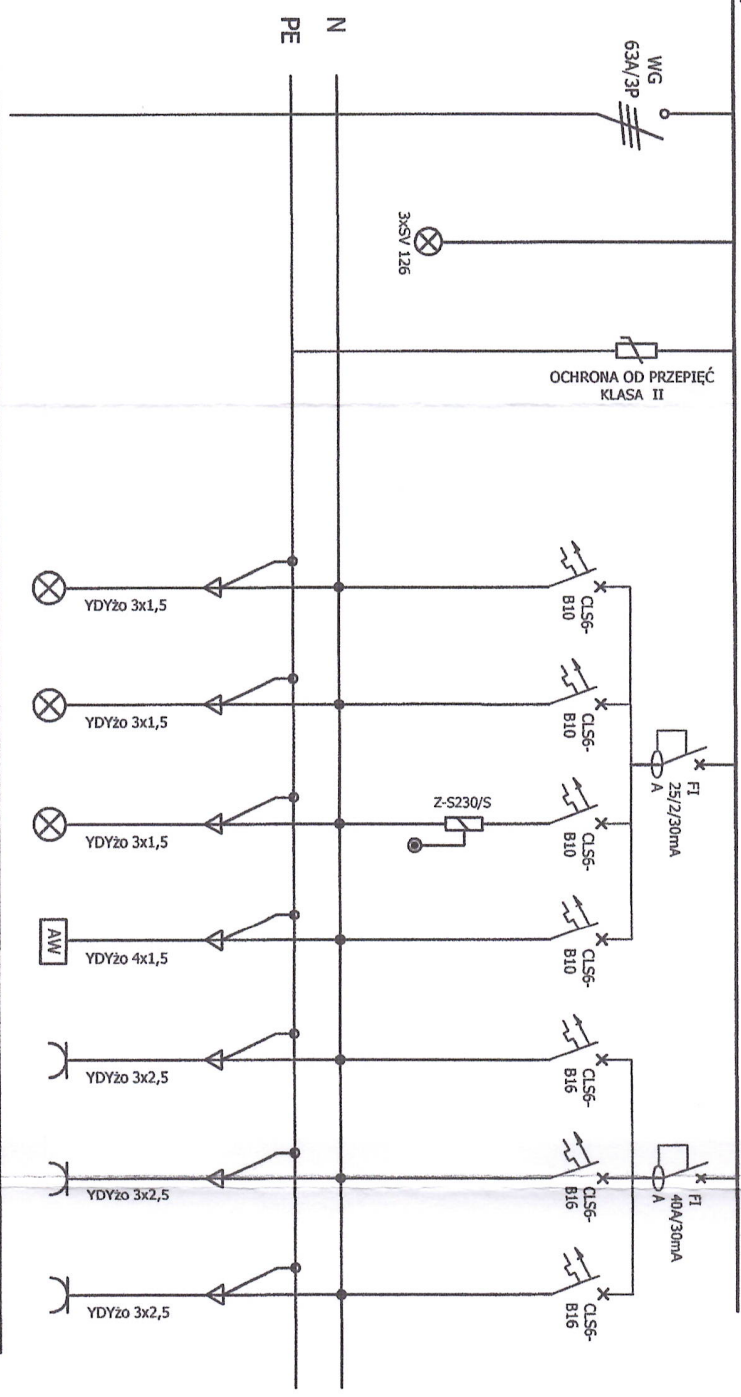 PE
N
WG
63A/3P
3xSV 126
OCHRONA OD PRZEPIĘĆ
KLASA II
FI
25/2/30mA
A
CLS6-
B10
CLS6-
B10
CLS6-
B10
CLS6-
B10
Z-S230/S
YDYżo 3x1,5
YDYżo 3x1,5
YDYżo 3x1,5
YDYżo 4x1,5
AW
FI
40A/30mA
A
CLS6-
B16
CLS6-
B16
CLS6-
B16
YDYżo 3x2,5
YDYżo 3x2,5
YDYżo 3x2,5